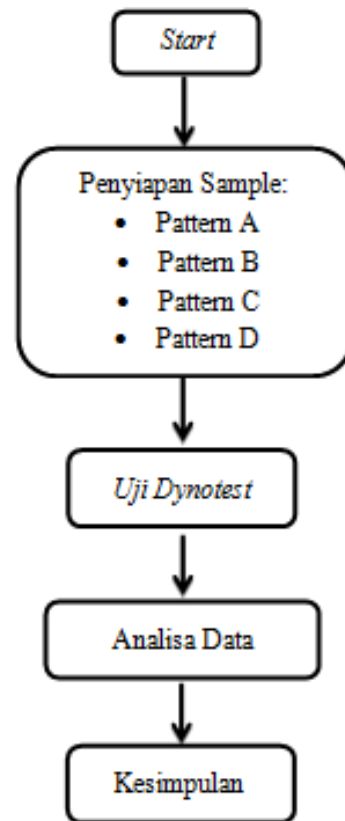 Start
Penyiapan Sample:
• Pattern A
• Pattern B
• Pattern C
• Pattern D
Uji Dynotest
Analisa Data
Kesimpulan